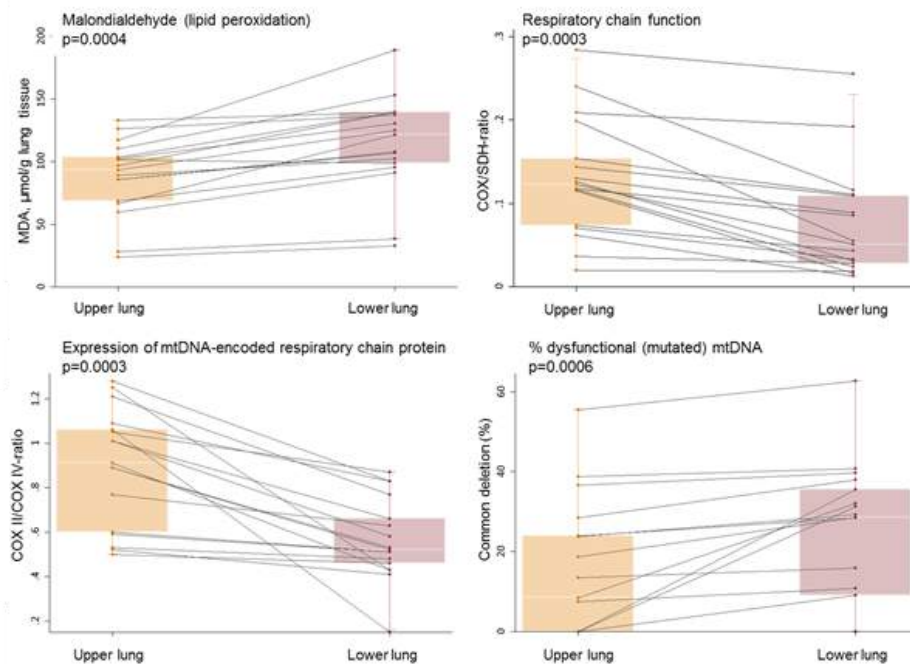 Malondialdehyde (lipid peroxidation)
p=0.0004
MDA, µmol/g lung tissue
200
150
100
50
0
Upper lung
Lower lung
Respiratory chain function
p=0.0003
COX/SDH-ratio
.3
.2
.1
0
Upper lung
Lower lung
Expression of mtDNA-encoded respiratory chain protein
p=0.0003
COX II/COX IV-ratio
1.2
1
.8
.6
.4
.2
Upper lung
Lower lung
% dysfunctional (mutated) mtDNA
p=0.0006
Common deletion (%)
60
40
20
0
Upper lung
Lower lung